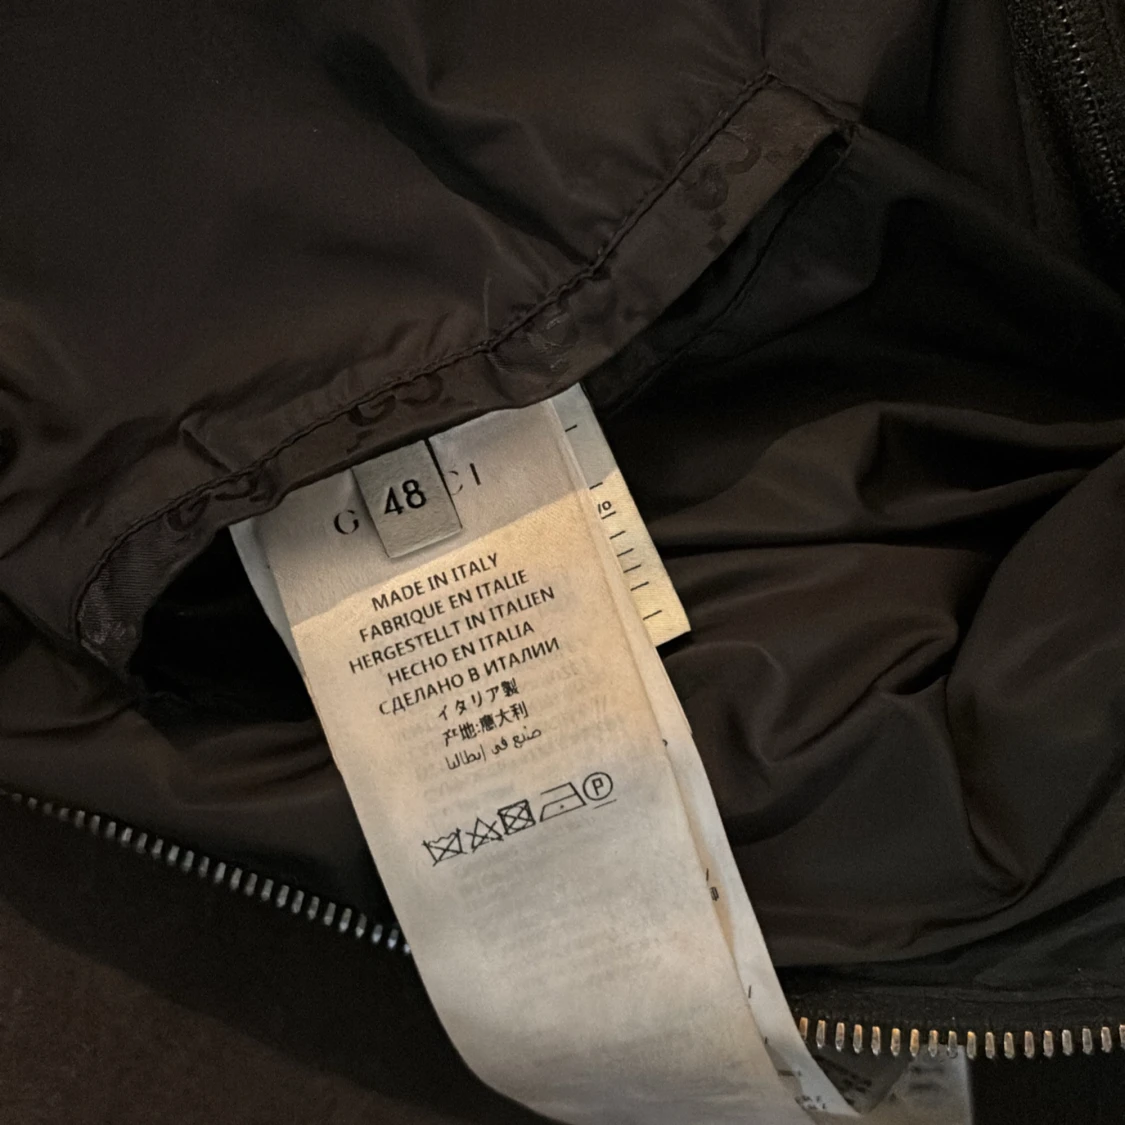 G CI
48
MADE IN ITALY
FABRIQUE EN ITALIE
HERGESTELLT IN ITALIEN
HECHO EN ITALIA
СДЕЛАНО В ИТАЛИИ
イタリア製
产地:意大利
صنع في إيطاليا
P